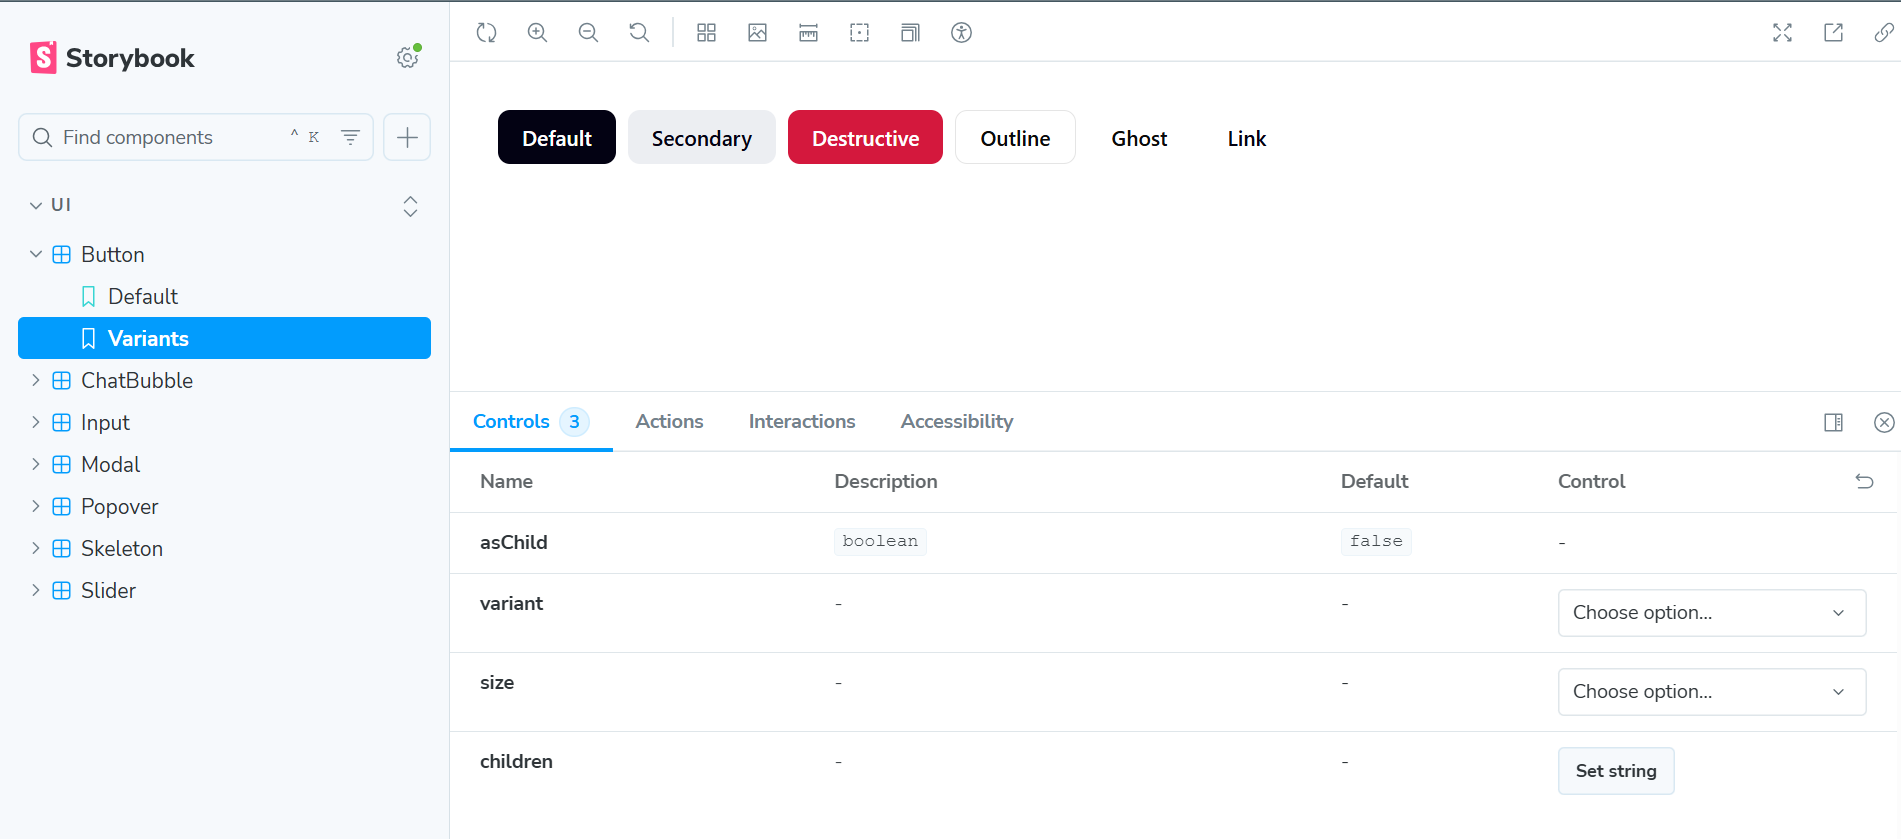 Storybook
Find components ^ K
UI
Button
Default
Variants
ChatBubble
Input
Modal
Popover
Skeleton
Slider
Default Secondary Destructive Outline Ghost Link
Controls 3 Actions Interactions Accessibility
Name Description Default Control
asChild boolean false -
variant - - Choose option...
size - - Choose option...
children - - Set string